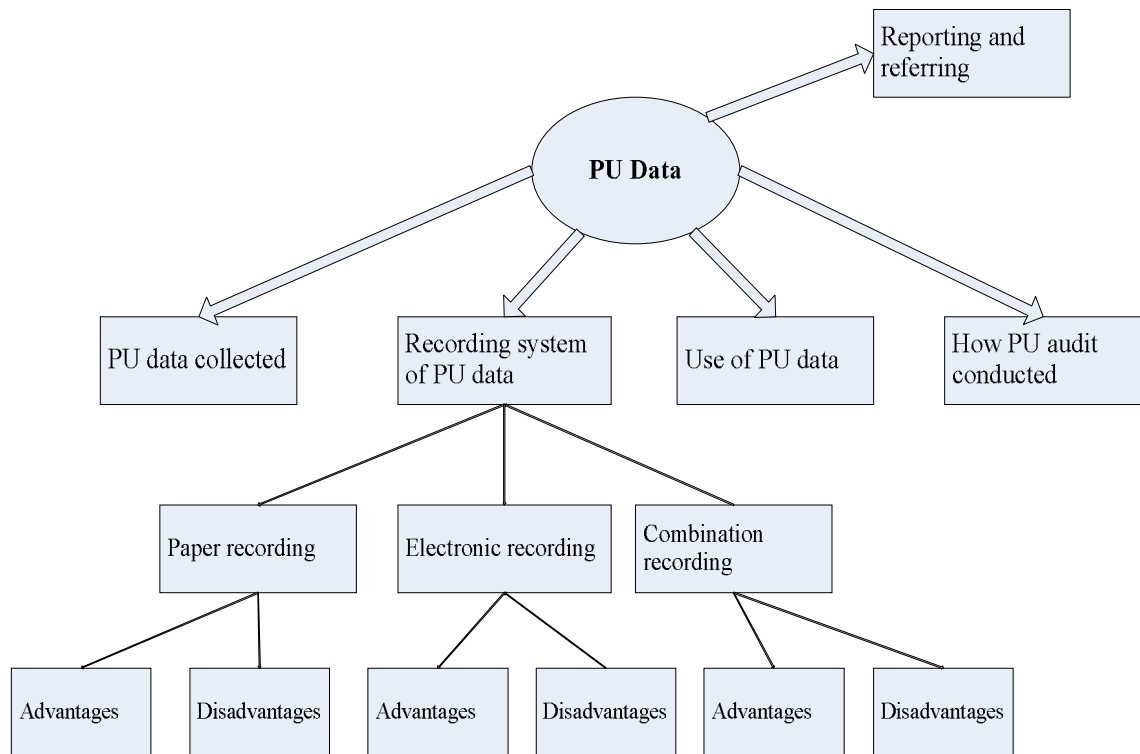 Reporting and
referring
PU Data
PU data collected
Recording system
of PU data
Use of PU data
How PU audit
conducted
Paper recording
Electronic recording
Combination
recording
Advantages
Disadvantages
Advantages
Disadvantages
Advantages
Disadvantages